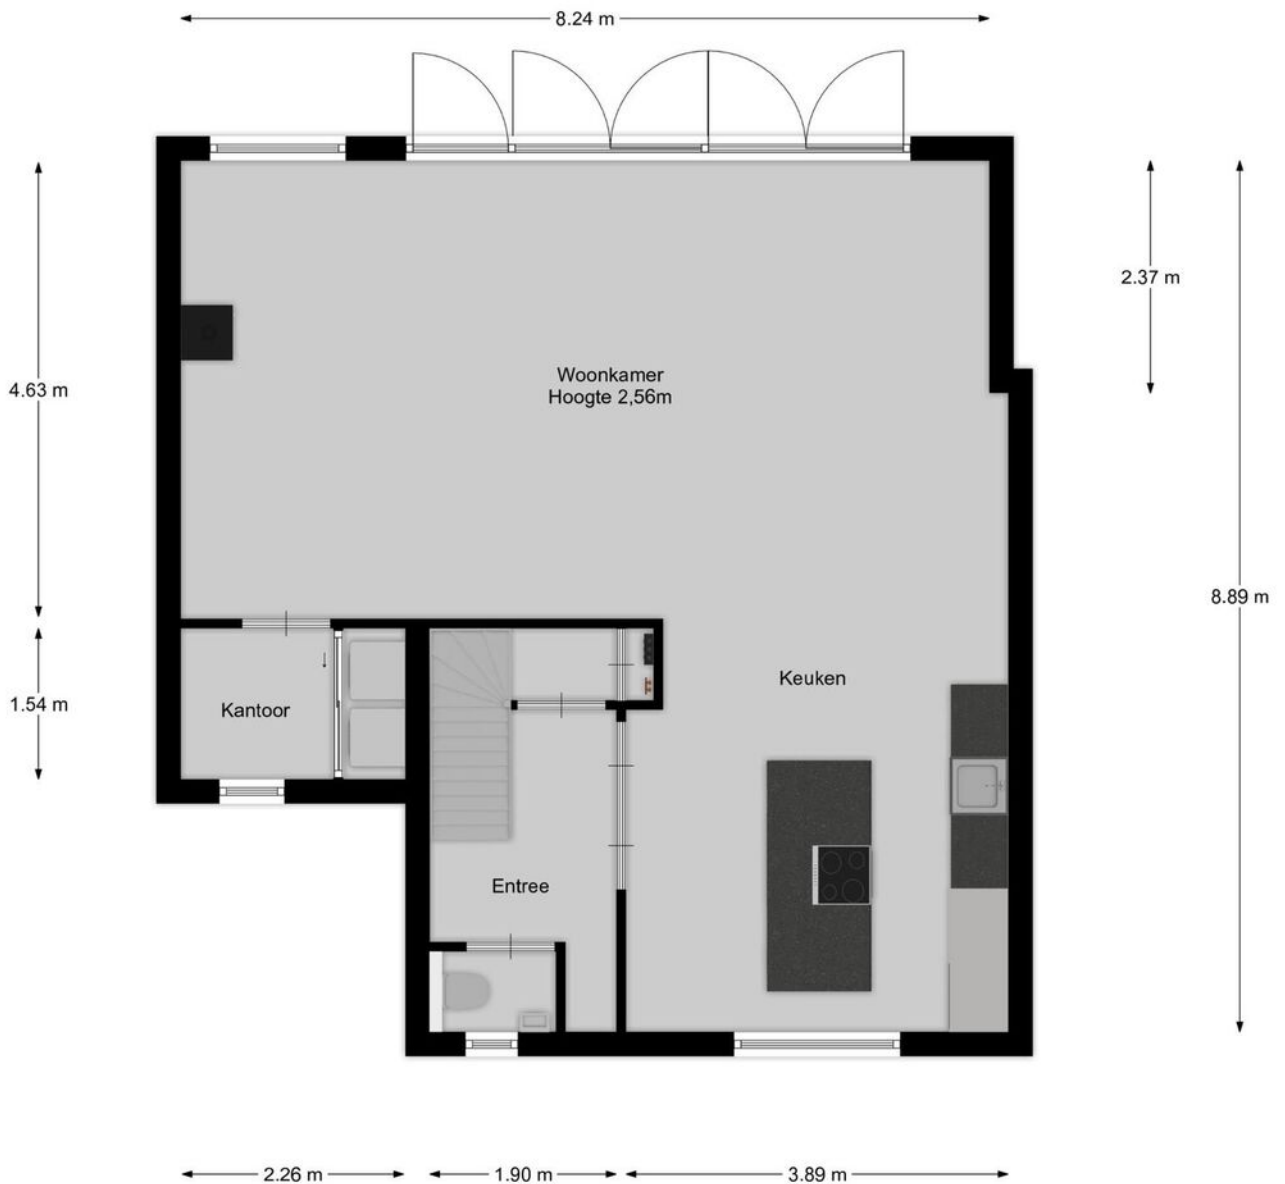 8.24 m
2.37 m
4.63 m
Woonkamer
Hoogte 2,56m
8.89 m
Keuken
1.54 m
Kantoor
Entree
2.26 m
1.90 m
3.89 m